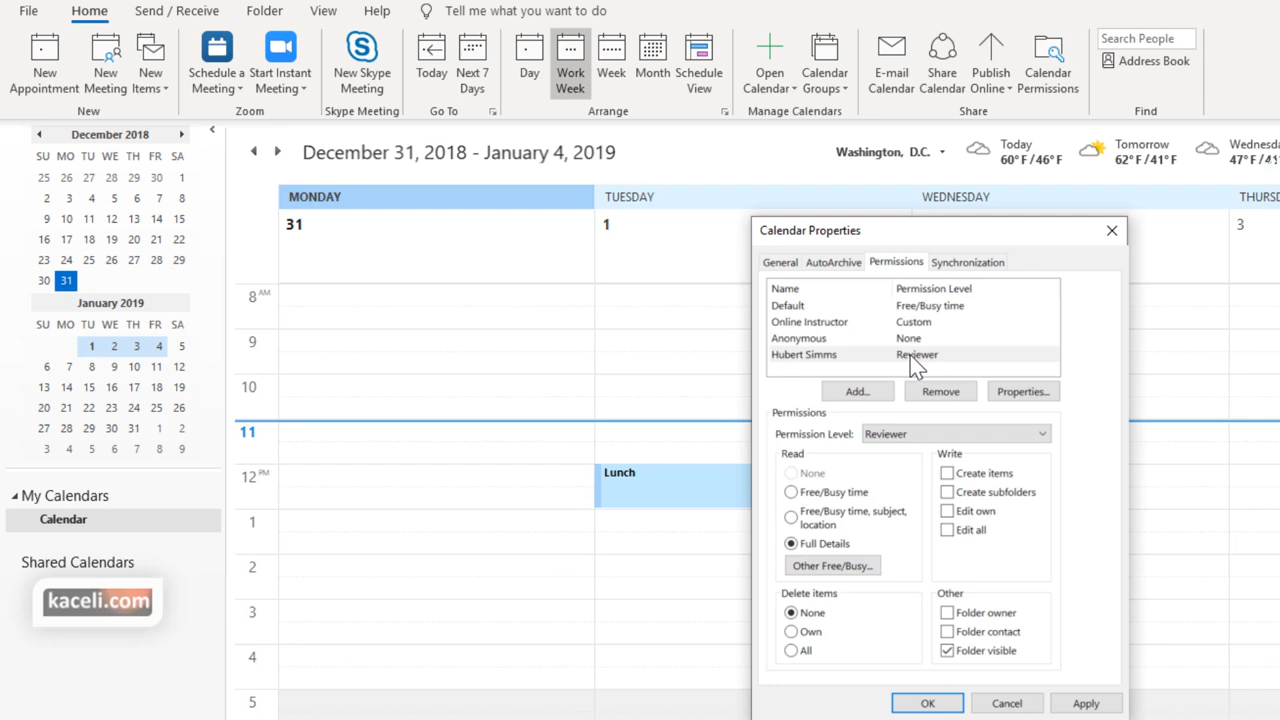 File Home Send / Receive Folder View Help Tell me what you want to do
New Appointment
New Meeting
New Items
Schedule a Meeting
Start Instant Meeting
New Skype Meeting
Today
Next 7 Days
Day
Work Week
Week
Month
Schedule View
Open Calendar
Calendar Groups
E-mail Calendar
Share Calendar
Publish Online
Calendar Permissions
Search People
Address Book
New Zoom Skype Meeting Go To Arrange Manage Calendars Share Find
December 2018
SU MO TU WE TH FR SA
25 26 27 28 29 30 1
2 3 4 5 6 7 8
9 10 11 12 13 14 15
16 17 18 19 20 21 22
23 24 25 26 27 28 29
30 31
January 2019
SU MO TU WE TH FR SA
1 2 3 4 5
6 7 8 9 10 11 12
13 14 15 16 17 18 19
20 21 22 23 24 25 26
27 28 29 30 31 1 2
3 4 5 6 7 8 9
My Calendars
Calendar
Shared Calendars
kaceli.com
December 31, 2018 - January 4, 2019
Washington, D.C.
Today
60°F/46°F
Tomorrow
62°F/41°F
Wednesda
47°F/41
MONDAY TUESDAY WEDNESDAY THURS
31 1 3
8 AM
9
10
11
12 PM
Lunch
1
2
3
4
5
Calendar Properties
General AutoArchive Permissions Synchronization
Name Permission Level
Default Free/Busy time
Online Instructor Custom
Anonymous None
Hubert Simms Reviewer
Add... Remove Properties...
Permissions
Permission Level: Reviewer
Read
None
Free/Busy time
Free/Busy time, subject,
location
Full Details
Other Free/Busy...
Write
Create items
Create subfolders
Edit own
Edit all
Delete items
None
Own
All
Other
Folder owner
Folder contact
Folder visible
OK Cancel Apply